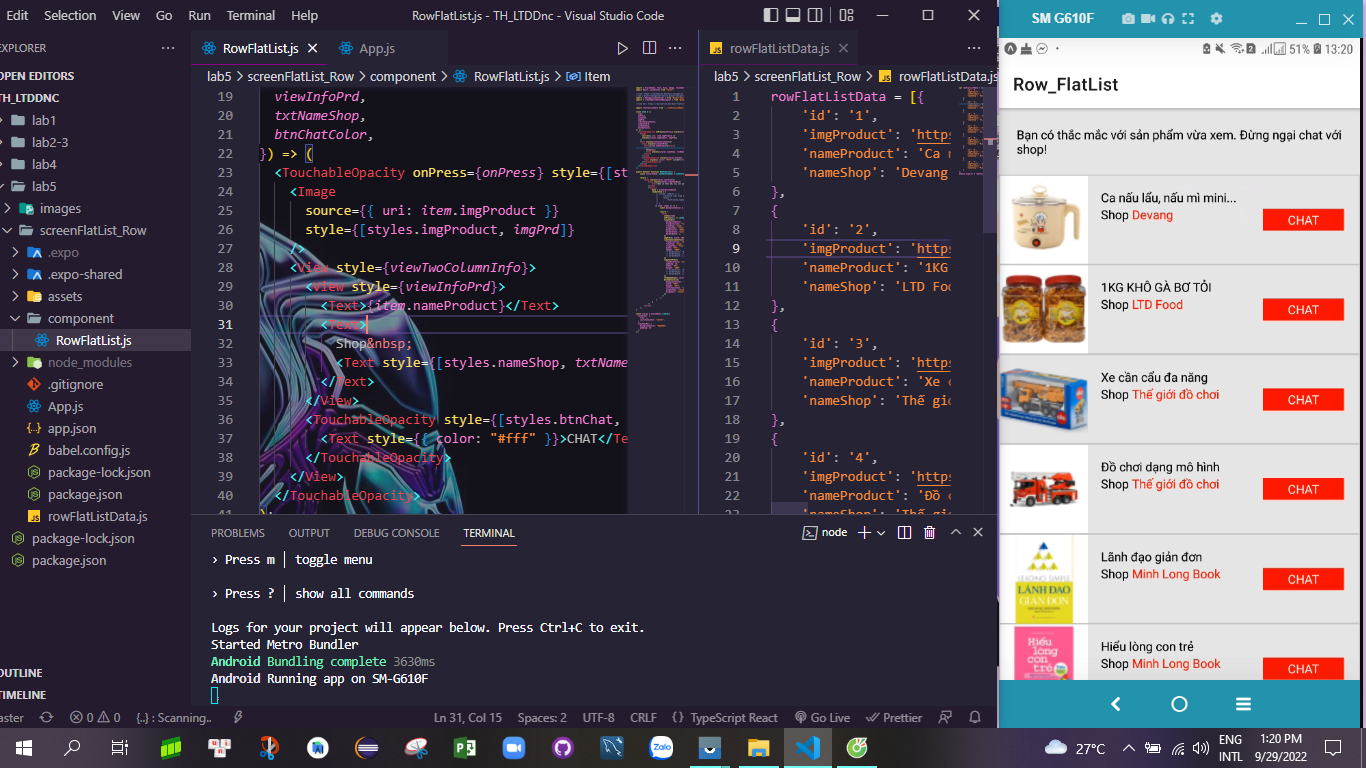 Edit Selection View Go Run Terminal Help RowFlatList.js - TH_LTDDnc - Visual Studio Code
EXPLORER
OPEN EDITORS
TH_LTDDNC
lab1
lab2-3
lab4
lab5
images
screenFlatList_Row
.expo
.expo-shared
assets
component
RowFlatList.js
node_modules
.gitignore
App.js
app.json
babel.config.js
package-lock.json
package.json
rowFlatListData.js
package-lock.json
package.json
OUTLINE
TIMELINE
RowFlatList.js App.js
lab5 > screenFlatList_Row > component > RowFlatList.js > Item
19 viewInfoPrd,
20 txtNameShop,
21 btnChatColor,
22 }) => (
23 <TouchableOpacity onPress={onPress} style={[st
24 <Image
25 source={{ uri: item.imgProduct }}
26 style={[styles.imgProduct, imgPrd]}
27 />
28 <View style={viewTwoColumnInfo}>
29 <View style={viewInfoPrd}>
30 <Text>{item.nameProduct}</Text>
31 <Text>
32 Shop&nbsp;
33 <Text style={[styles.nameShop, txtName
34 </Text>
35 </View>
36 <TouchableOpacity style={[styles.btnChat,
37 <Text style={{ color: "#fff" }}>CHAT</Te
38 </TouchableOpacity>
39 </View>
40 </TouchableOpacity>
41 );
rowFlatListData.js
lab5 > screenFlatList_Row > rowFlatListData.js
1 rowFlatListData = [{
2 'id': '1',
3 'imgProduct': 'https
4 'nameProduct': 'Ca n
5 'nameShop': 'Devang
6 },
7 {
8 'id': '2',
9 'imgProduct': 'https
10 'nameProduct': '1KG
11 'nameShop': 'LTD Foo
12 },
13 {
14 'id': '3',
15 'imgProduct': 'https
16 'nameProduct': 'Xe c
17 'nameShop': 'Thế giớ
18 },
19 {
20 'id': '4',
21 'imgProduct': 'https
22 'nameProduct': 'Đồ c
23 'nameShop': 'Thế giớ
PROBLEMS OUTPUT DEBUG CONSOLE TERMINAL node
› Press m │ toggle menu
› Press ? │ show all commands
Logs for your project will appear below. Press Ctrl+C to exit.
Started Metro Bundler
Android Bundling complete 3630ms
Android Running app on SM-G610F
aster 0 0 {..} : Scanning.. Ln 31, Col 15 Spaces: 2 UTF-8 CRLF {} TypeScript React Go Live Prettier
SM G610F
51% 13:20
Row_FlatList
Bạn có thắc mắc với sản phẩm vừa xem. Đừng ngại chat với
shop!
Ca nấu lẩu, nấu mì mini...
Shop Devang
CHAT
1KG KHÔ GÀ BƠ TỎI
Shop LTD Food
CHAT
Xe cần cẩu đa năng
Shop Thế giới đồ chơi
CHAT
Đồ chơi dạng mô hình
Shop Thế giới đồ chơi
CHAT
LEADING SIMPLE
LÃNH ĐẠO
GIẢN ĐƠN
Lãnh đạo giản đơn
Shop Minh Long Book
CHAT
Hiểu
lòng
con trẻ
Hiểu lòng con trẻ
Shop Minh Long Book
CHAT
Zalo
27°C
ENG
INTL
1:20 PM
9/29/2022